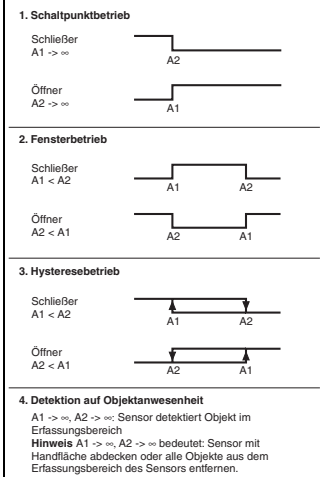 1. Schaltpunktbetrieb
Schließer
A1 -> ∞
A2
Öffner
A2 -> ∞
A1
2. Fensterbetrieb
Schließer
A1 < A2
A1 A2
Öffner
A2 < A1
A2 A1
3. Hysteresebetrieb
Schließer
A1 < A2
A1 A2
Öffner
A2 < A1
A2 A1
4. Detektion auf Objektanwesenheit
A1 -> ∞, A2 -> ∞: Sensor detektiert Objekt im
Erfassungsbereich
Hinweis A1 -> ∞, A2 -> ∞ bedeutet: Sensor mit
Handfläche abdecken oder alle Objekte aus dem
Erfassungsbereich des Sensors entfernen.